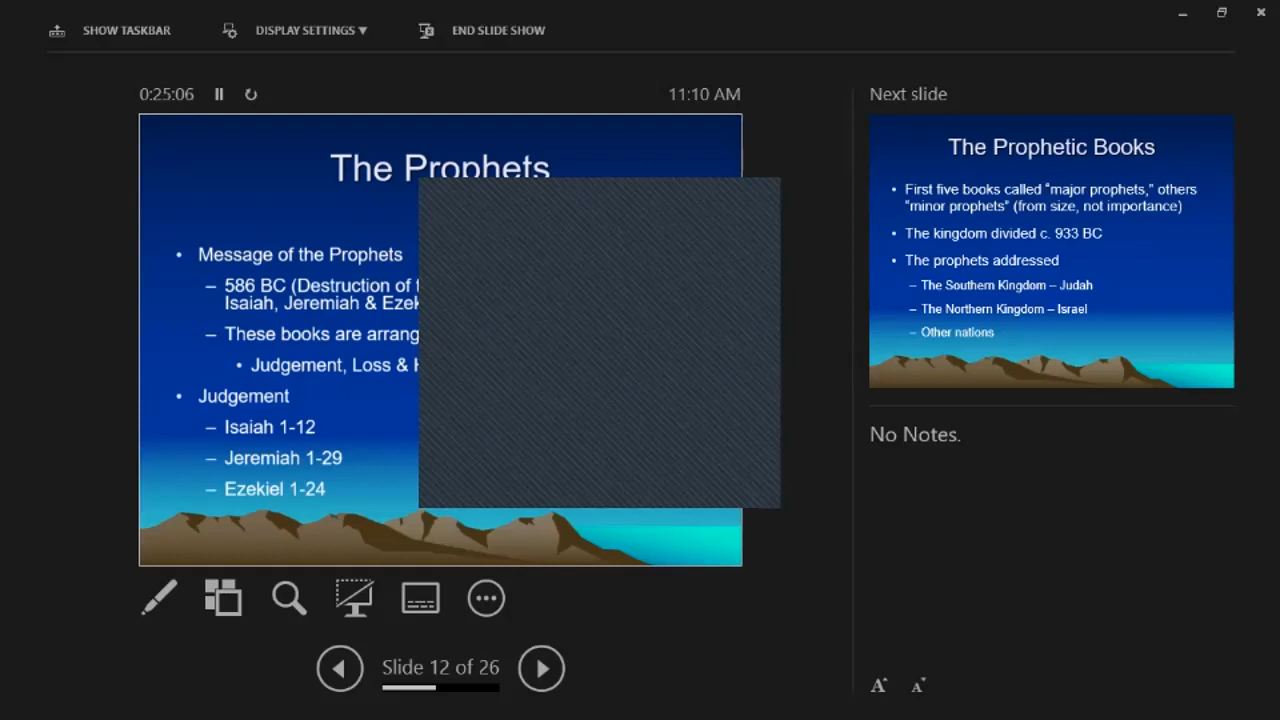 SHOW TASKBAR
DISPLAY SETTINGS ▼
END SLIDE SHOW
0:25:06
11:10 AM
The Prophets
• Message of the Prophets
– 586 BC (Destruction of
Isaiah, Jeremiah &
– These books are
• Judgement, Loss &
• Judgement
– Isaiah 1-12
– Jeremiah 1-29
– Ezekiel 1-24
Slide 12 of 26
Next slide
The Prophetic Books
• First five books called “major prophets,” others
“minor prophets” (from size, not importance)
• The kingdom divided c. 933 BC
• The prophets addressed
– The Southern Kingdom – Judah
– The Northern Kingdom – Israel
– Other nations
No Notes.
A A